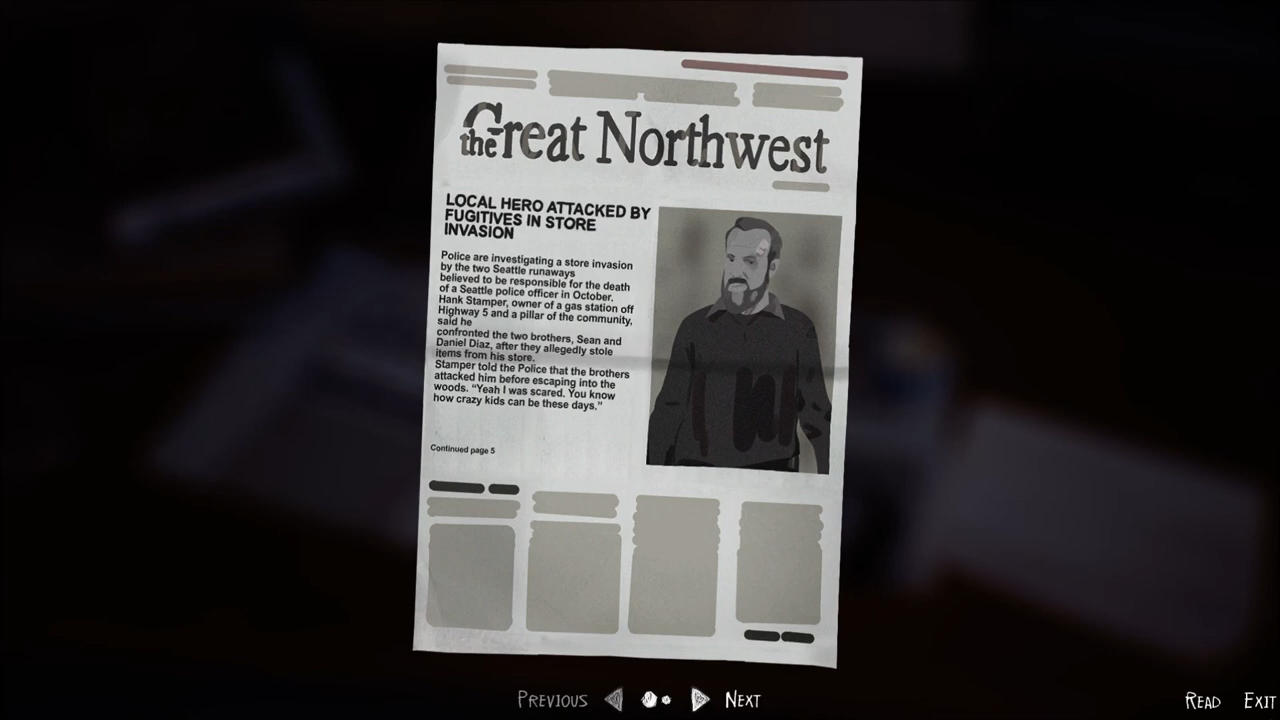 the Great Northwest
LOCAL HERO ATTACKED BY
FUGITIVES IN STORE
INVASION
Police are investigating a store invasion
by the two Seattle runaways
believed to be responsible for the death
of a Seattle police officer in October.
Hank Stamper, owner of a gas station off
Highway 5 and a pillar of the community,
said he
confronted the two brothers, Sean and
Daniel Diaz, after they allegedly stole
items from his store.
Stamper told the Police that the brothers
attacked him before escaping into the
woods. “Yeah I was scared. You know
how crazy kids can be these days.”
Continued page 5
PREVIOUS
NEXT
READ
EXIT